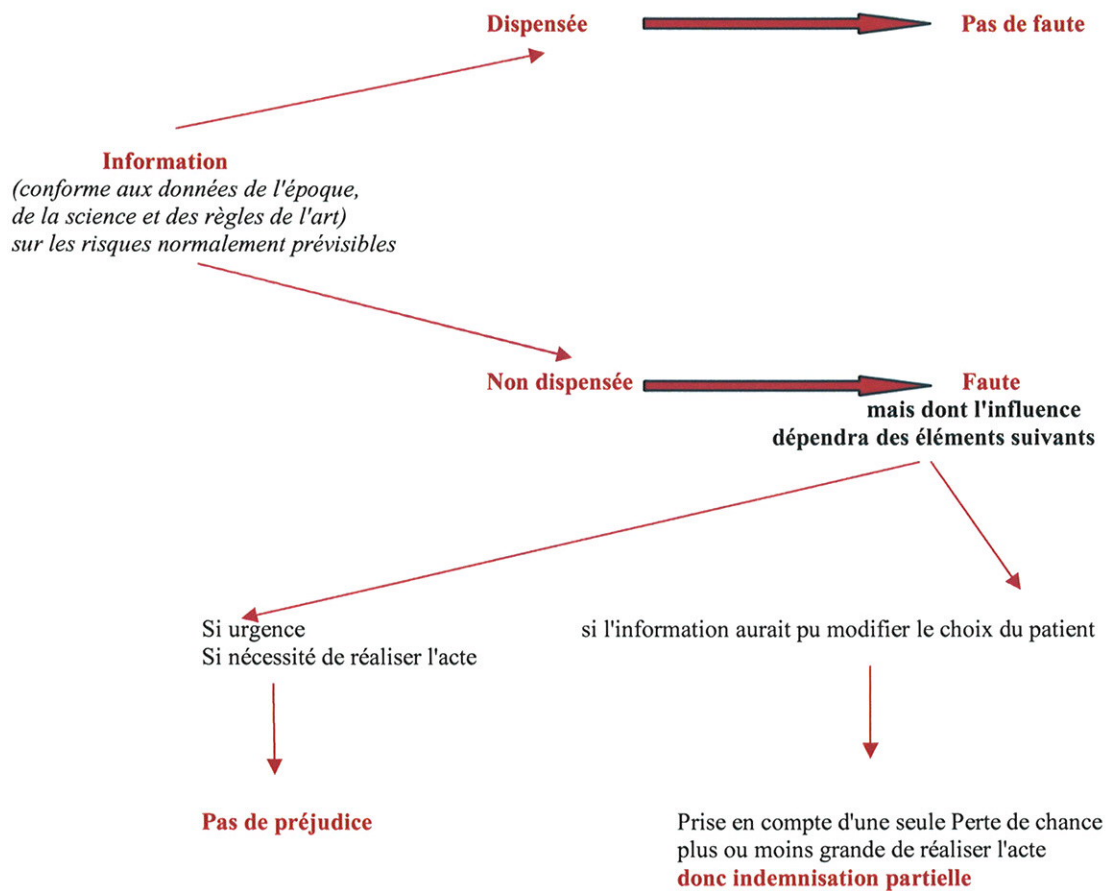 Dispensée
Pas de faute
Information
(conforme aux données de l'époque,
de la science et des règles de l'art)
sur les risques normalement prévisibles
Non dispensée
Faute
mais dont l'influence
dépendra des éléments suivants
Si urgence
Si nécessité de réaliser l'acte
si l'information aurait pu modifier le choix du patient
Pas de préjudice
Prise en compte d'une seule Perte de chance
plus ou moins grande de réaliser l'acte
donc indemnisation partielle